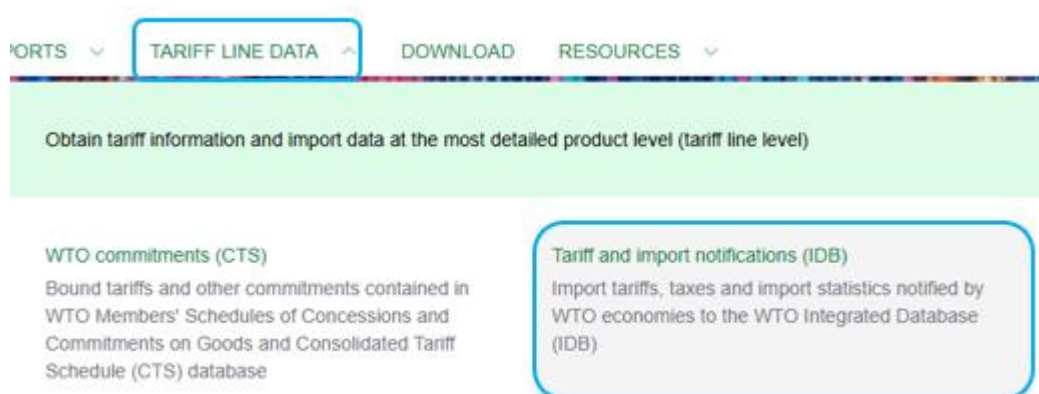 PORTS TARIFF LINE DATA DOWNLOAD RESOURCES
Obtain tariff information and import data at the most detailed product level (tariff line level)
WTO commitments (CTS)
Bound tariffs and other commitments contained in
WTO Members' Schedules of Concessions and
Commitments on Goods and Consolidated Tariff
Schedule (CTS) database
Tariff and import notifications (IDB)
Import tariffs, taxes and import statistics notified by
WTO economies to the WTO Integrated Database
(IDB)